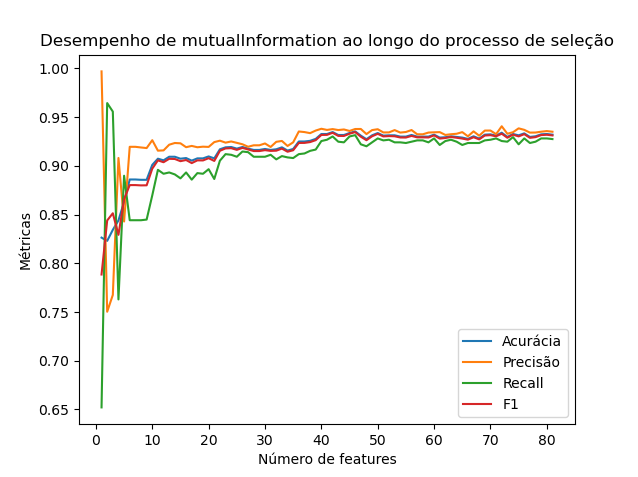 Desempenho de mutualInformation ao longo do processo de seleção
1.00
0.95
0.90
0.85
0.80
0.75
0.70
0.65
Métricas
0 10 20 30 40 50 60 70 80
Número de features
Acurácia
Precisão
Recall
F1